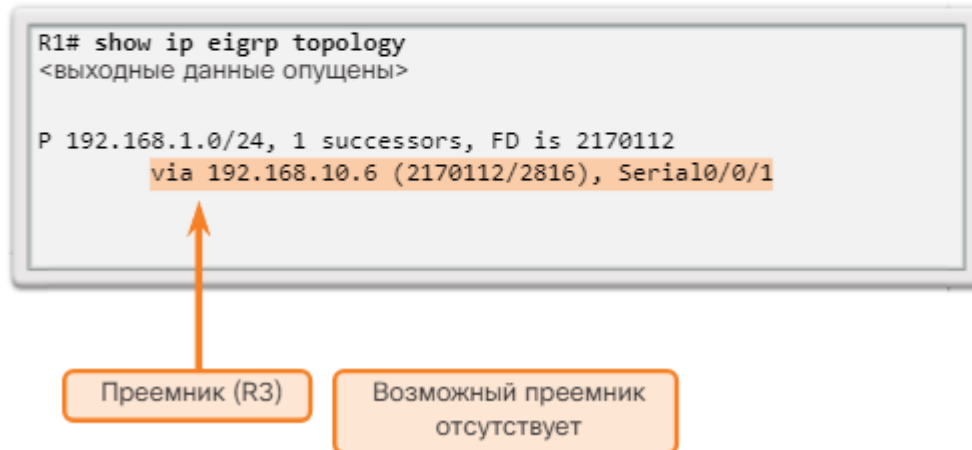 R1# show ip eigrp topology
<выходные данные опущены>
P 192.168.1.0/24, 1 successors, FD is 2170112
via 192.168.10.6 (2170112/2816), Serial0/0/1
Преемник (R3)
Возможный преемник
отсутствует